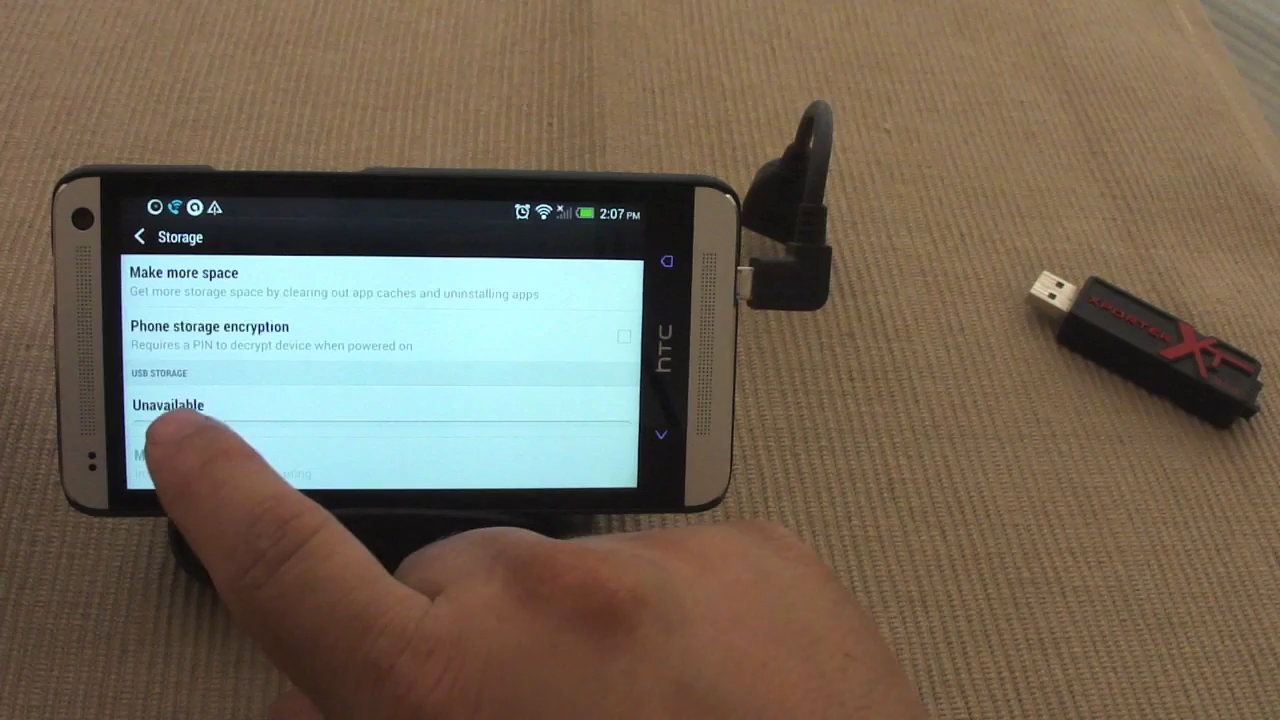 2:07 PM
Storage
Make more space
Get more storage space by clearing out app caches and uninstalling apps
Phone storage encryption
Requires a PIN to decrypt device when powered on
USB STORAGE
Unavailable
hTC
XPORTER
XT